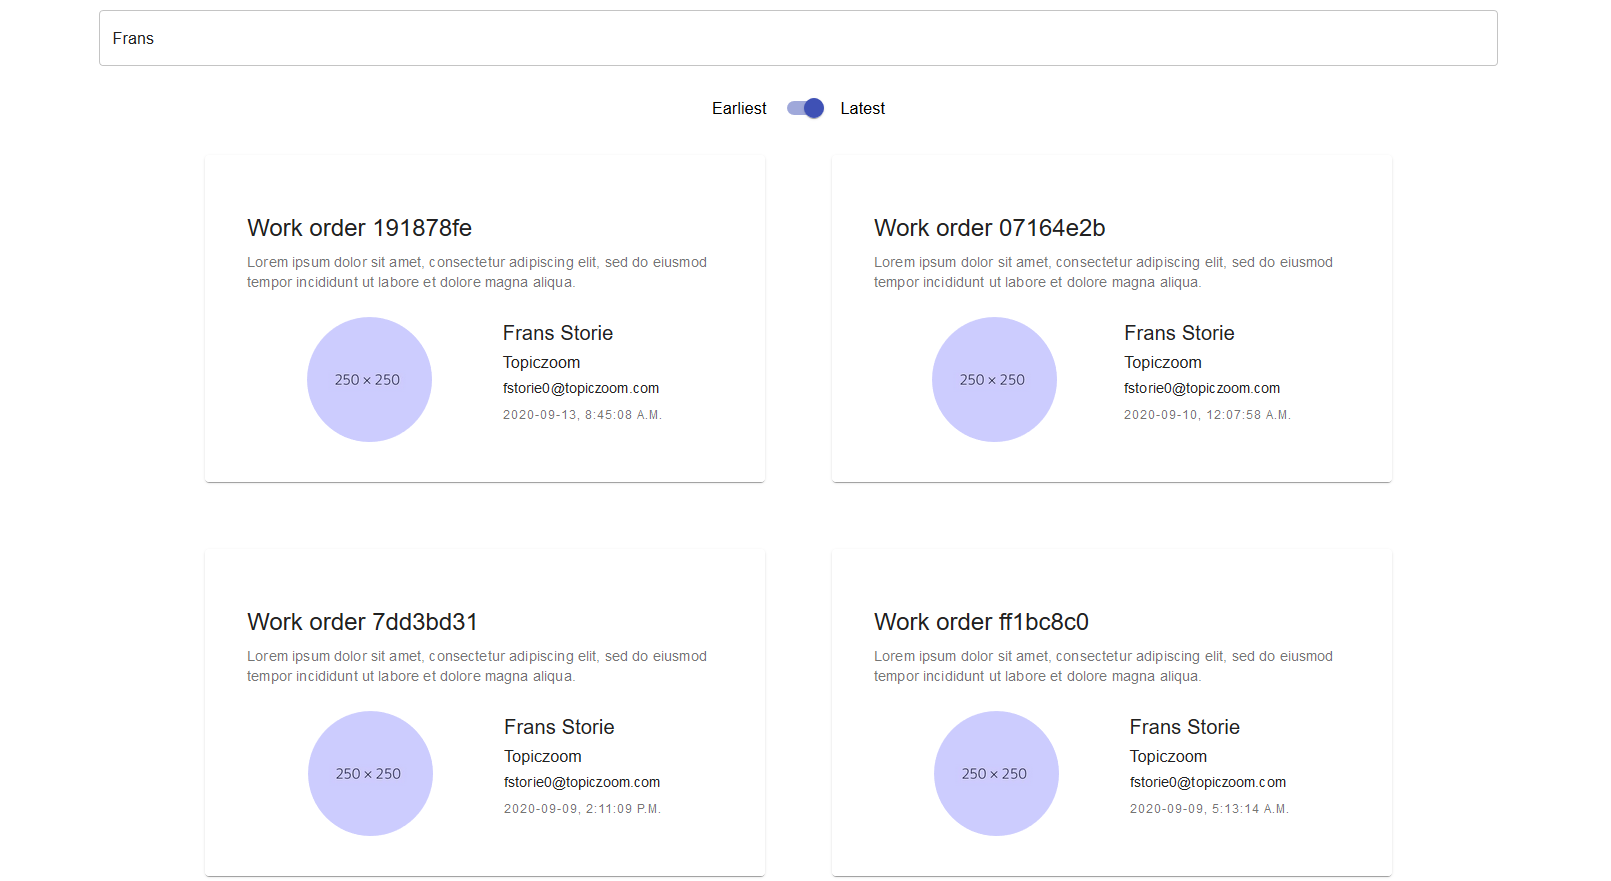 Frans
Earliest Latest
Work order 191878fe
Lorem ipsum dolor sit amet, consectetur adipiscing elit, sed do eiusmod
tempor incididunt ut labore et dolore magna aliqua.
250 × 250
Frans Storie
Topiczoom
fstorie0@topiczoom.com
2020-09-13, 8:45:08 A.M.
Work order 07164e2b
Lorem ipsum dolor sit amet, consectetur adipiscing elit, sed do eiusmod
tempor incididunt ut labore et dolore magna aliqua.
250 × 250
Frans Storie
Topiczoom
fstorie0@topiczoom.com
2020-09-10, 12:07:58 A.M.
Work order 7dd3bd31
Lorem ipsum dolor sit amet, consectetur adipiscing elit, sed do eiusmod
tempor incididunt ut labore et dolore magna aliqua.
250 × 250
Frans Storie
Topiczoom
fstorie0@topiczoom.com
2020-09-09, 2:11:09 P.M.
Work order ff1bc8c0
Lorem ipsum dolor sit amet, consectetur adipiscing elit, sed do eiusmod
tempor incididunt ut labore et dolore magna aliqua.
250 × 250
Frans Storie
Topiczoom
fstorie0@topiczoom.com
2020-09-09, 5:13:14 A.M.